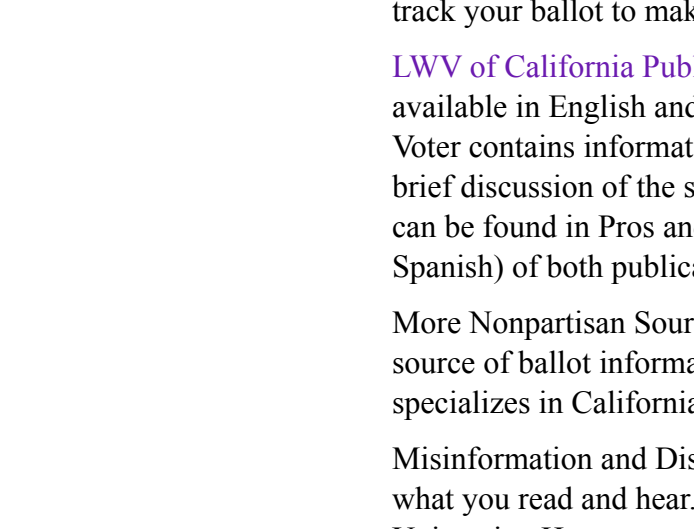 track your ballot to mak
LWV of California Pub
available in English and
Voter contains informat
brief discussion of the s
can be found in Pros an
Spanish) of both publica
More Nonpartisan Sour
source of ballot informa
specializes in California
Misinformation and Dis
what you read and hear.